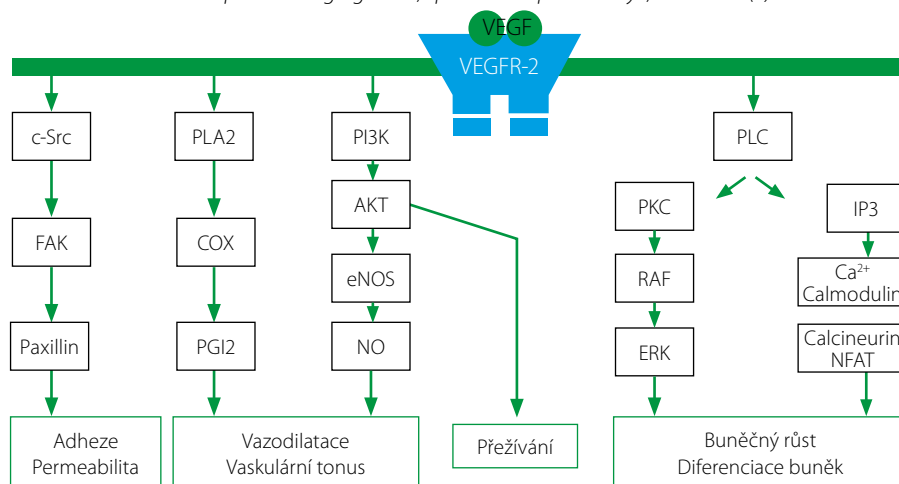 VEGF
VEGFR-2
c-Src
PLA2
PI3K
PLC
AKT
PKC
IP3
FAK
COX
eNOS
RAF
Ca²⁺
Calmodulin
Paxillin
PGI2
NO
ERK
Calcineurin
NFAT
Adheze
Permeabilita
Vazodilatace
Vaskulární tonus
Přežívání
Buněčný růst
Diferenciace buněk